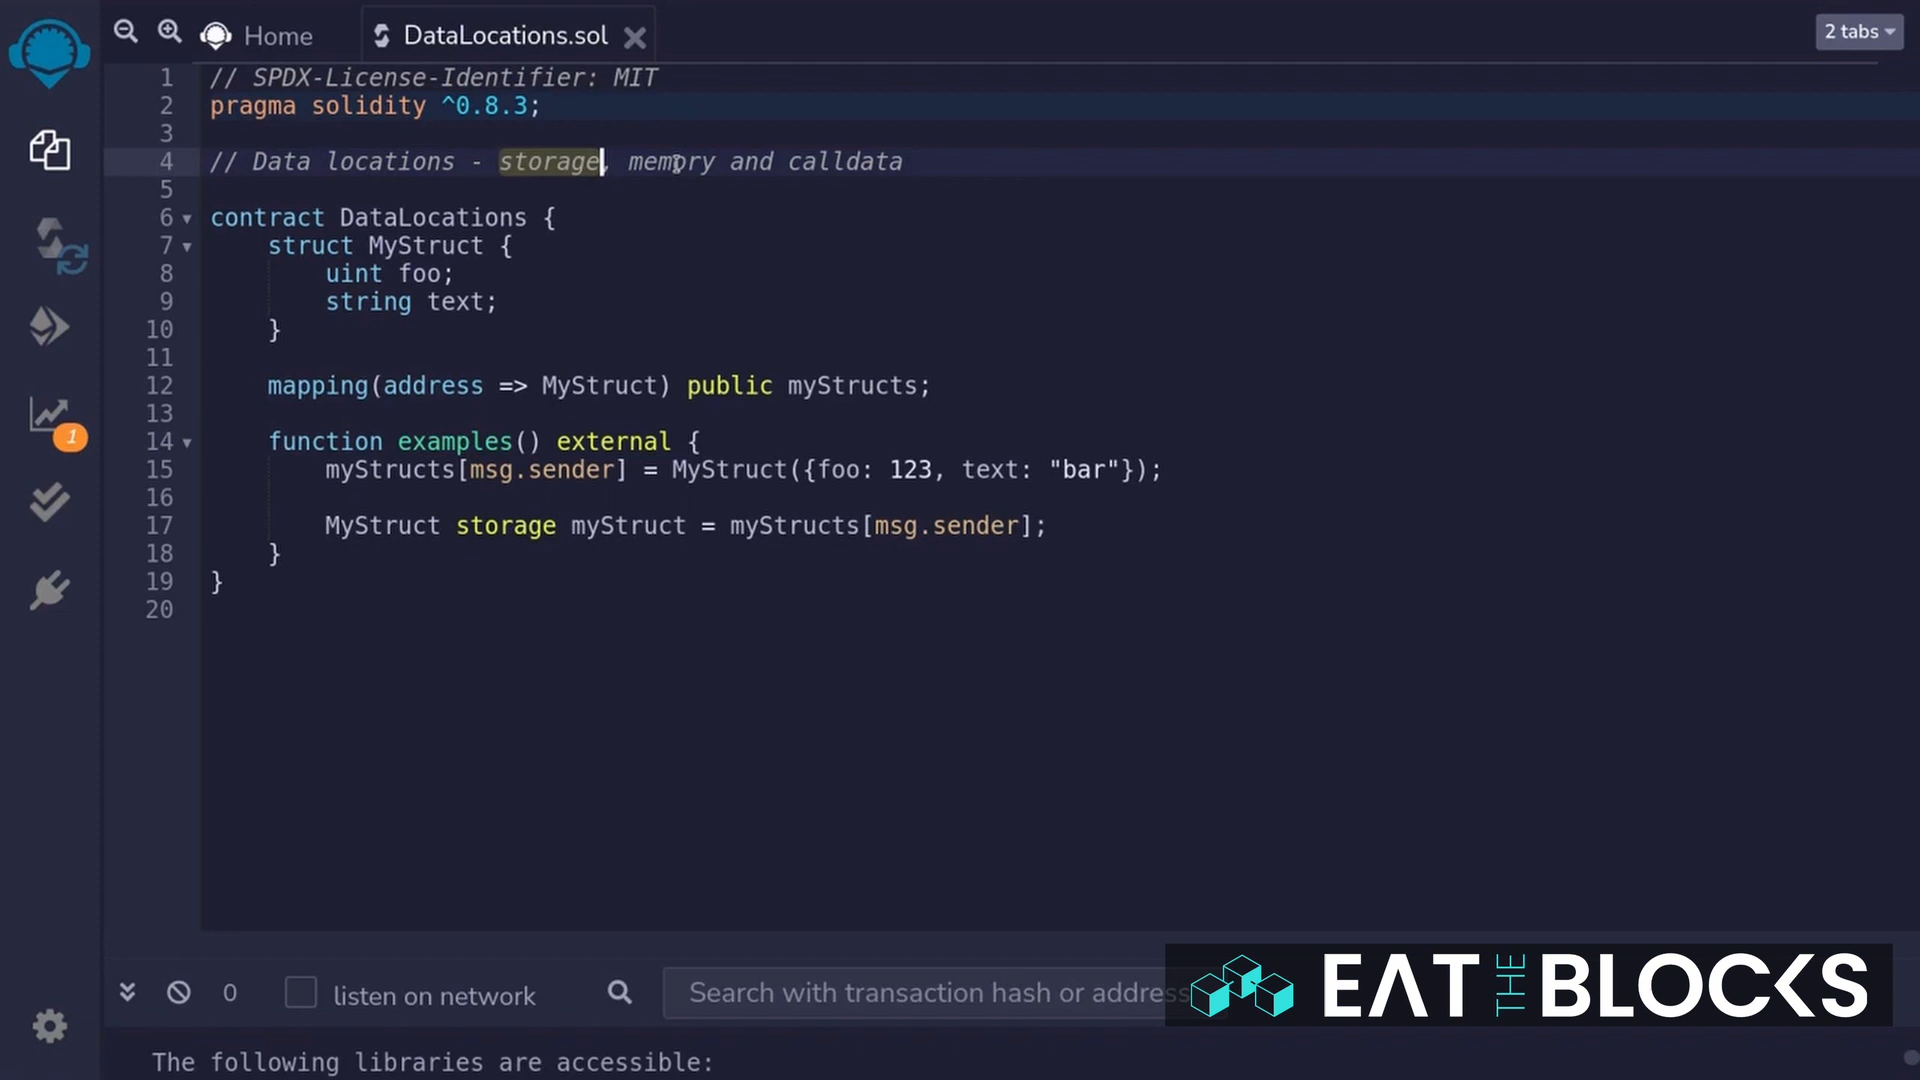 Home DataLocations.sol 2 tabs
1 // SPDX-License-Identifier: MIT
2 pragma solidity ^0.8.3;
3
4 // Data locations - storage, memory and calldata
5
6 contract DataLocations {
7 struct MyStruct {
8 uint foo;
9 string text;
10 }
11
12 mapping(address => MyStruct) public myStructs;
13
14 function examples() external {
15 myStructs[msg.sender] = MyStruct({foo: 123, text: "bar"});
16
17 MyStruct storage myStruct = myStructs[msg.sender];
18 }
19 }
20
1
0 listen on network Search with transaction hash or address
EAT THE BLOCKS
The following libraries are accessible: